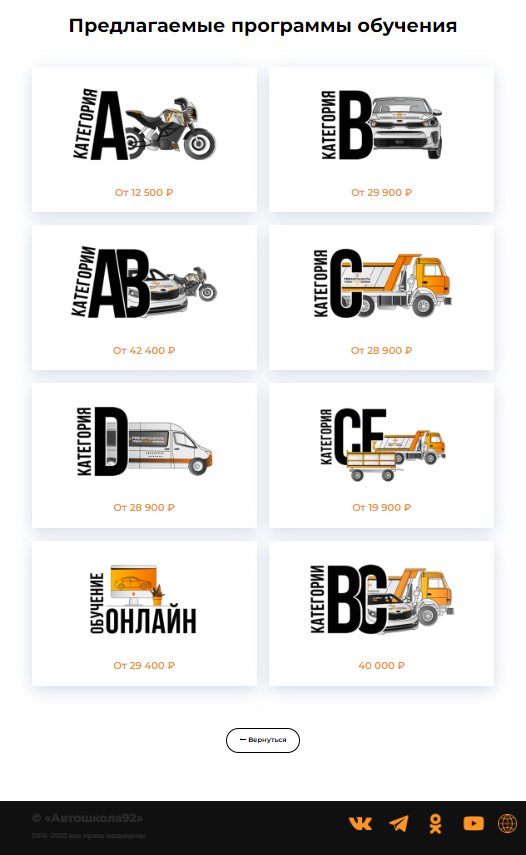 Предлагаемые программы обучения
КАТЕГОРИЯ A
КАТЕГОРИЯ B
От 12 500 ₽
От 29 900 ₽
КАТЕГОРИИ AB
КАТЕГОРИЯ C
От 42 400 ₽
От 28 900 ₽
КАТЕГОРИЯ D
КАТЕГОРИЯ CE
От 28 900 ₽
От 19 900 ₽
ОБУЧЕНИЕ ОНЛАЙН
КАТЕГОРИИ BC
От 29 400 ₽
40 000 ₽
← Вернуться
© «Автошкола92»
2016 -2022 все права защищены